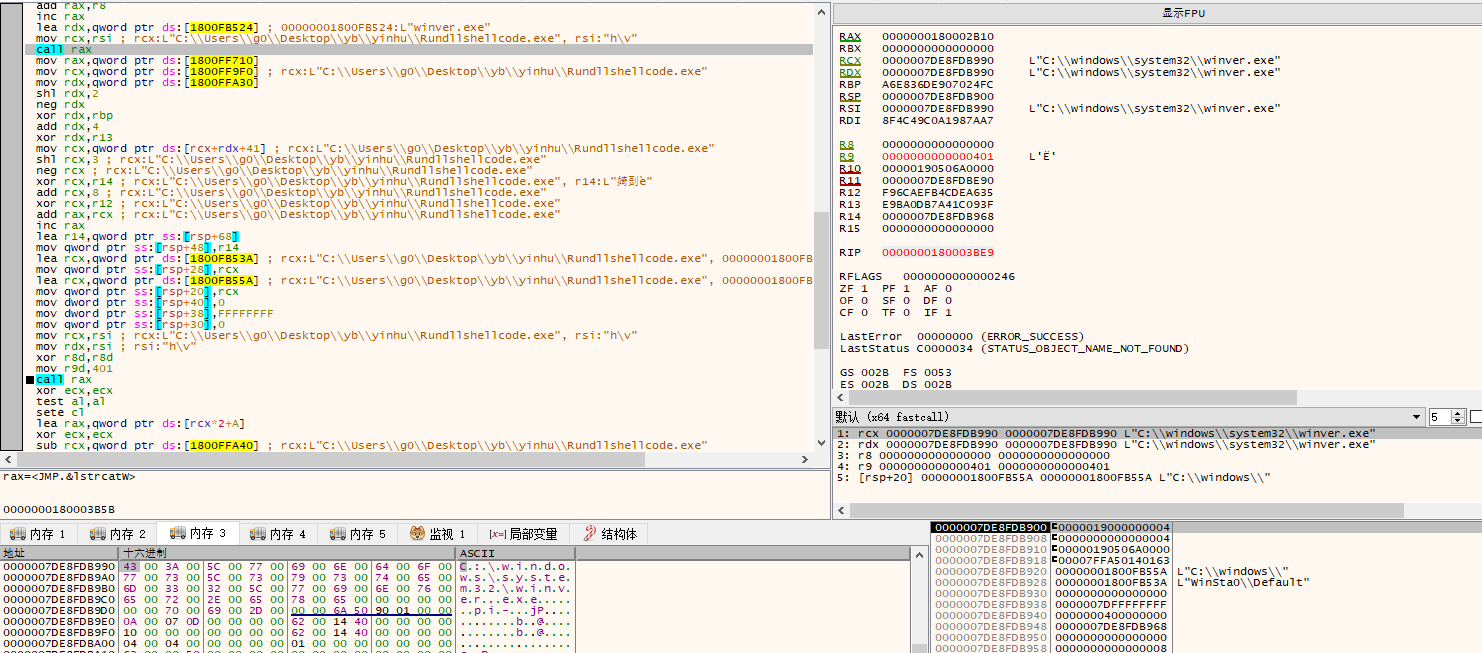 add rax,r8
inc rax
lea rdx,qword ptr ds:[1800FB524] ; 00000001800FB524:L"winver.exe"
mov rcx,rsi ; rcx:L"C:\\Users\\g0\\Desktop\\yb\\yinhu\\Rundllshellcode.exe", rsi:"h\v"
call rax
mov rax,qword ptr ds:[1800FF710]
mov rcx,qword ptr ds:[1800FF9F0] ; rcx:L"C:\\Users\\g0\\Desktop\\yb\\yinhu\\Rundllshellcode.exe"
mov rdx,qword ptr ds:[1800FFA30]
shl rdx,2
neg rdx
xor rdx,rbp
add rdx,4
xor rdx,r13
mov rcx,qword ptr ds:[rcx+rdx+41] ; rcx:L"C:\\Users\\g0\\Desktop\\yb\\yinhu\\Rundllshellcode.exe"
shl rcx,3 ; rcx:L"C:\\Users\\g0\\Desktop\\yb\\yinhu\\Rundllshellcode.exe"
neg rcx ; rcx:L"C:\\Users\\g0\\Desktop\\yb\\yinhu\\Rundllshellcode.exe"
xor rcx,r14 ; rcx:L"C:\\Users\\g0\\Desktop\\yb\\yinhu\\Rundllshellcode.exe", r14:L"
add rcx,8 ; rcx:L"C:\\Users\\g0\\Desktop\\yb\\yinhu\\Rundllshellcode.exe"
xor rcx,r12 ; rcx:L"C:\\Users\\g0\\Desktop\\yb\\yinhu\\Rundllshellcode.exe"
add rax,rcx ; rcx:L"C:\\Users\\g0\\Desktop\\yb\\yinhu\\Rundllshellcode.exe"
inc rax
lea r14,qword ptr ss:[rsp+68]
mov qword ptr ss:[rsp+48],r14
lea rcx,qword ptr ds:[1800FB53A] ; rcx:L"C:\\Users\\g0\\Desktop\\yb\\yinhu\\Rundllshellcode.exe", 00000001800FB
mov qword ptr ss:[rsp+28],rcx
lea rcx,qword ptr ds:[1800FB55A] ; rcx:L"C:\\Users\\g0\\Desktop\\yb\\yinhu\\Rundllshellcode.exe", 00000001800FB
mov qword ptr ss:[rsp+20],rcx
mov dword ptr ss:[rsp+40],0
mov dword ptr ss:[rsp+38],FFFFFFFF
mov qword ptr ss:[rsp+30],0
mov rcx,rsi ; rcx:L"C:\\Users\\g0\\Desktop\\yb\\yinhu\\Rundllshellcode.exe", rsi:"h\v"
mov rdx,rsi ; rsi:"h\v"
xor r8d,r8d
mov r9d,401
call rax
xor ecx,ecx
test al,al
sete cl
lea rax,qword ptr ds:[rcx*2+A]
xor ecx,ecx
sub rcx,qword ptr ds:[1800FFA40] ; rcx:L"C:\\Users\\g0\\Desktop\\yb\\yinhu\\Rundllshellcode.exe"
rax=<JMP.&lstrcatW>
0000000180003B5B
显示FPU
RAX 0000000180002B10
RBX 0000000000000000
RCX 0000007DE8FDB990 L"C:\\windows\\system32\\winver.exe"
RDX 0000007DE8FDB990 L"C:\\windows\\system32\\winver.exe"
RBP A6E836DE907024FC
RSP 0000007DE8FDB900
RSI 0000007DE8FDB990 L"C:\\windows\\system32\\winver.exe"
RDI 8F4C49C0A1987AA7
R8 0000000000000000
R9 0000000000000401 L'Ё'
R10 00000190506A0000
R11 0000007DE8FDBE90
R12 F96CAEFB4CDEA635
R13 E9BA0DB7A41C093F
R14 0000007DE8FDB968
R15 0000000000000000
RIP 0000000180003BE9
RFLAGS 0000000000000246
ZF 1 PF 1 AF 0
OF 0 SF 0 DF 0
CF 0 TF 0 IF 1
LastError 00000000 (ERROR_SUCCESS)
LastStatus C0000034 (STATUS_OBJECT_NAME_NOT_FOUND)
GS 002B FS 0053
ES 002B DS 002B
默认 (x64 fastcall) 5
1: rcx 0000007DE8FDB990 0000007DE8FDB990 L"C:\\windows\\system32\\winver.exe"
2: rdx 0000007DE8FDB990 0000007DE8FDB990 L"C:\\windows\\system32\\winver.exe"
3: r8 0000000000000000 0000000000000000
4: r9 0000000000000401 0000000000000401
5: [rsp+20] 00000001800FB55A 00000001800FB55A L"C:\\windows\\"
内存 1 内存 2 内存 3 内存 4 内存 5 监视 1 [x=] 局部变量 结构体
地址 十六进制 ASCII
0000007DE8FDB990 43 00 3A 00 5C 00 77 00 69 00 6E 00 64 00 6F 00 C.:.\.w.i.n.d.o.
0000007DE8FDB9A0 77 00 73 00 5C 00 73 00 79 00 73 00 74 00 65 00 w.s.\.s.y.s.t.e.
0000007DE8FDB9B0 6D 00 33 00 32 00 5C 00 77 00 69 00 6E 00 76 00 m.3.2.\.w.i.n.v.
0000007DE8FDB9C0 65 00 72 00 2E 00 65 00 78 00 65 00 00 00 00 00 e.r...e.x.e.....
0000007DE8FDB9D0 00 00 70 00 69 00 2D 00 00 00 6A 50 90 01 00 00 ..p.i.-...jP....
0000007DE8FDB9E0 0A 00 07 0D 00 00 00 00 62 00 14 40 00 00 00 00 ........b..@....
0000007DE8FDB9F0 10 00 00 00 00 00 00 00 62 00 14 40 00 00 00 00 ........b..@....
0000007DE8FDBA00 04 00 04 00 00 00 00 00 01 00 00 00 00 00 00 00 ................
0000007DE8FDB900 0000019000000004
0000007DE8FDB908 0000000000000004
0000007DE8FDB910 00000190506A0000
0000007DE8FDB918 00007FFA50140163
0000007DE8FDB920 00000001800FB55A L"C:\\windows\\"
0000007DE8FDB928 00000001800FB53A L"WinSta0\\Default"
0000007DE8FDB930 0000000000000000
0000007DE8FDB938 0000007DFFFFFFFF
0000007DE8FDB940 0000000400000000
0000007DE8FDB948 0000007DE8FDB968
0000007DE8FDB950 0000000000000000
0000007DE8FDB958 0000000000000008